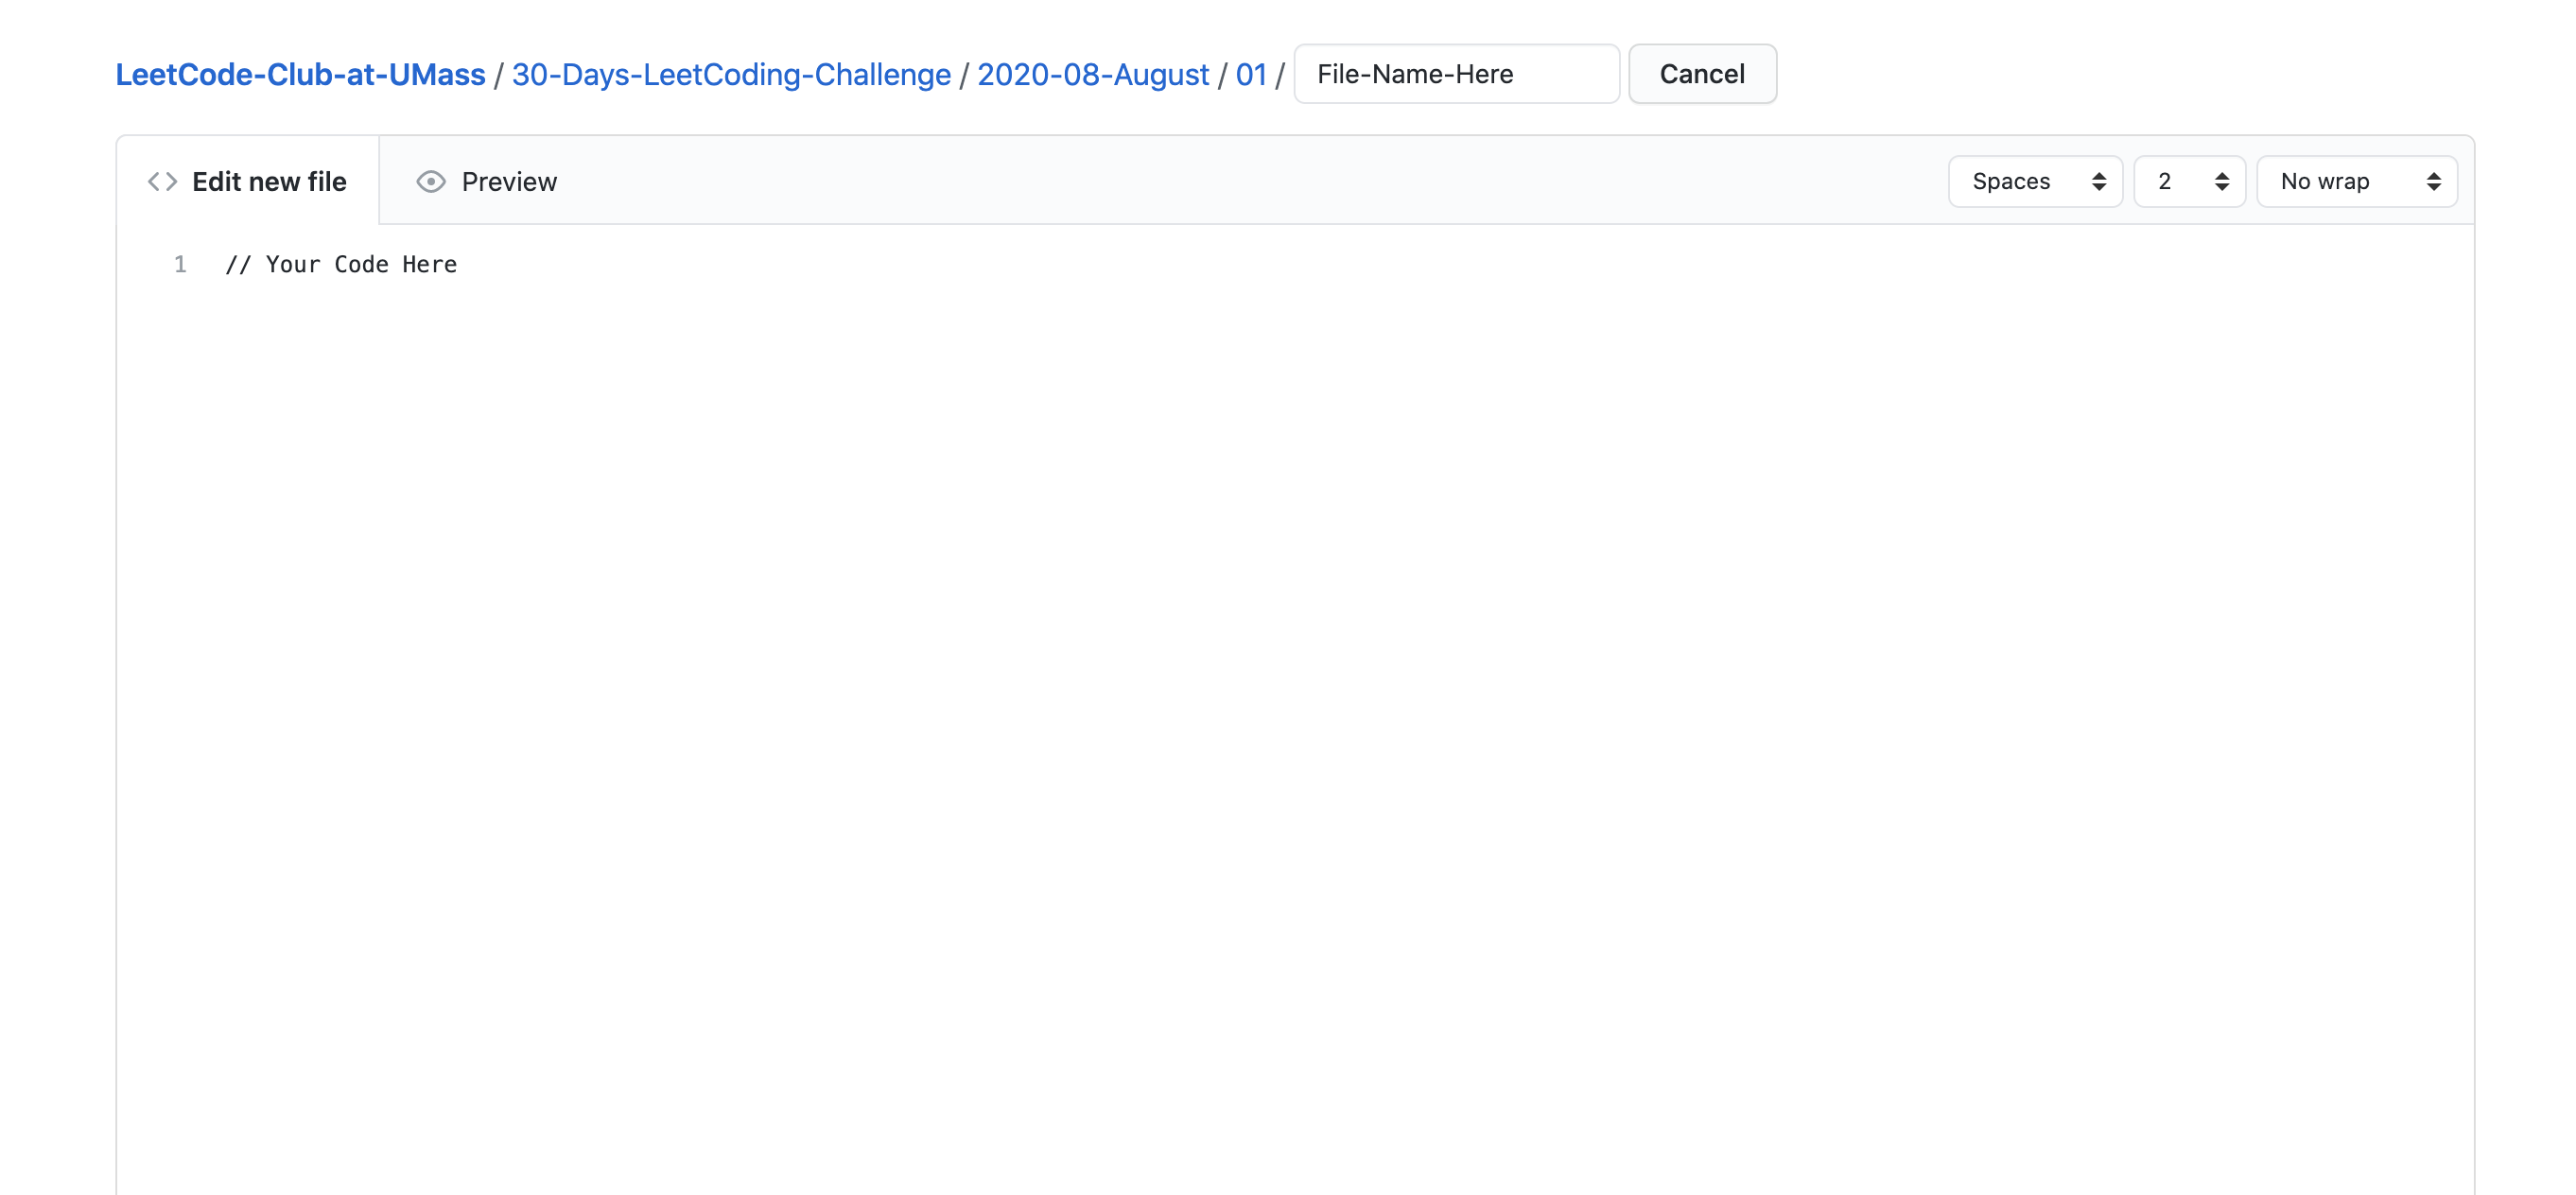 LeetCode-Club-at-UMass / 30-Days-LeetCoding-Challenge / 2020-08-August / 01 / File-Name-Here Cancel
Edit new file Preview Spaces 2 No wrap
1 // Your Code Here